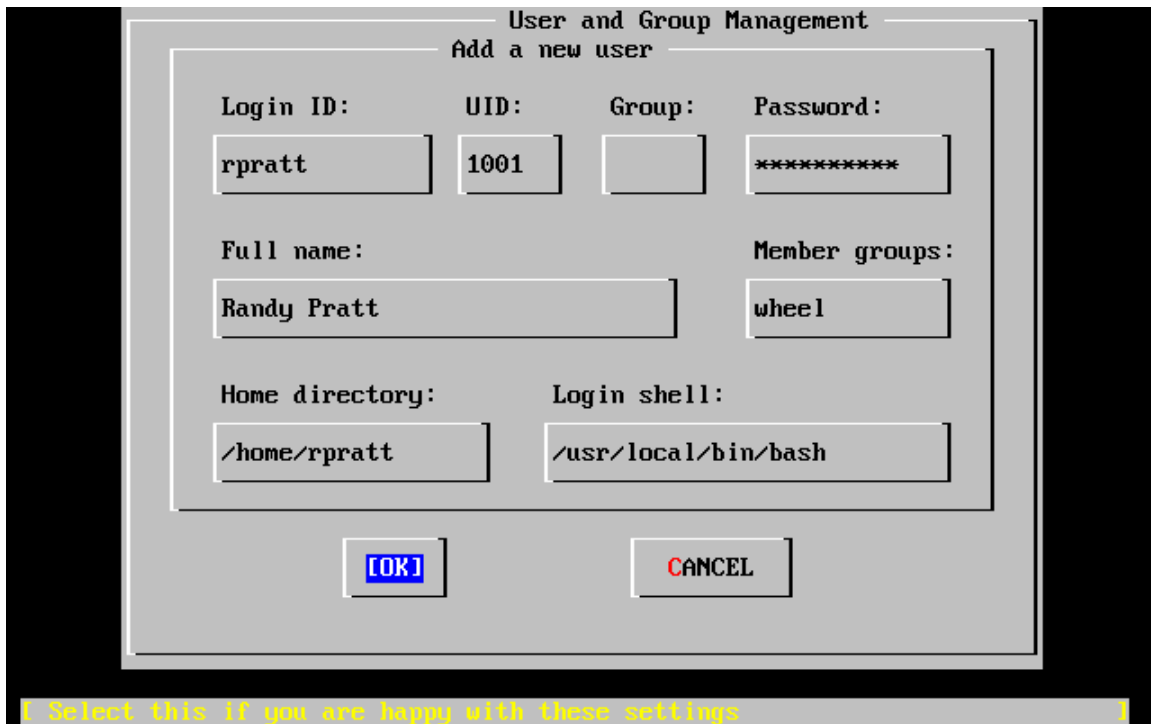 User and Group Management
Add a new user
Login ID: UID: Group: Password:
rpratt 1001 **********
Full name: Member groups:
Randy Pratt wheel
Home directory: Login shell:
/home/rpratt /usr/local/bin/bash
[OK] CANCEL
[ Select this if you are happy with these settings ]